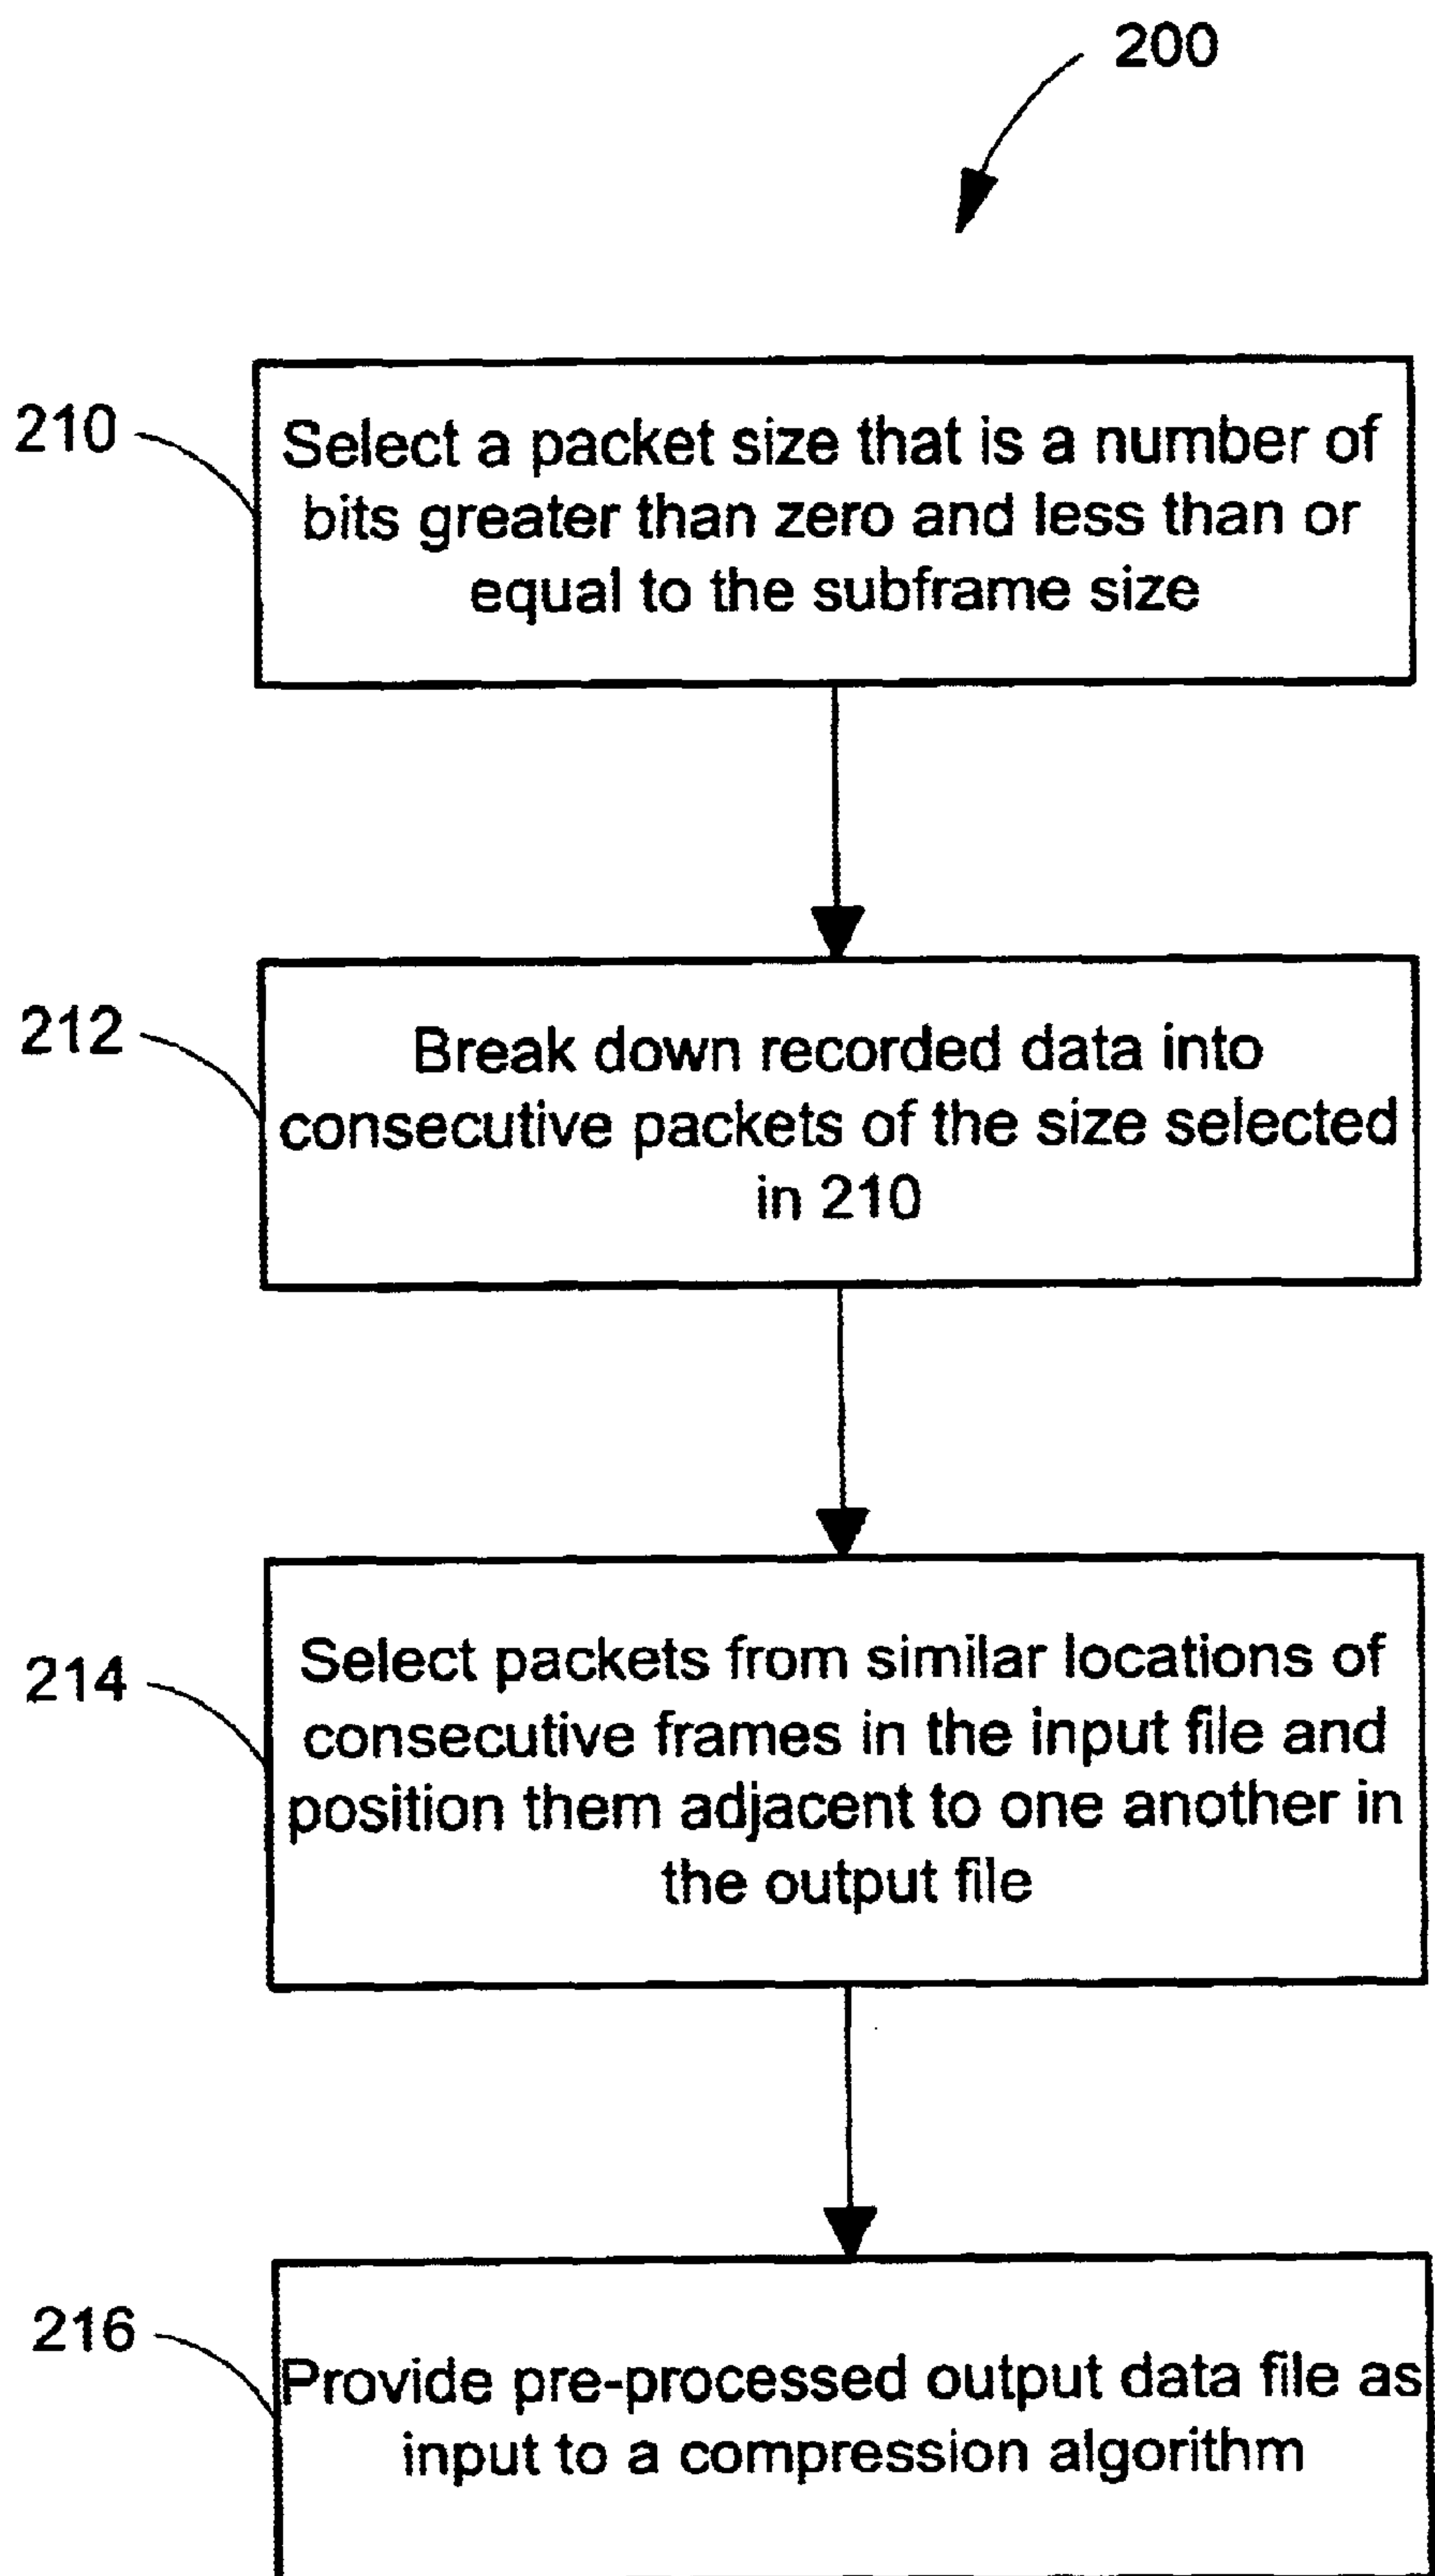 200
210
Select a packet size that is a number of
bits greater than zero and less than or
equal to the subframe size
212
Break down recorded data into
consecutive packets of the size selected
in 210
214
Select packets from similar locations of
consecutive frames in the input file and
position them adjacent to one another in
the output file
216
Provide pre-processed output data file as
input to a compression algorithm